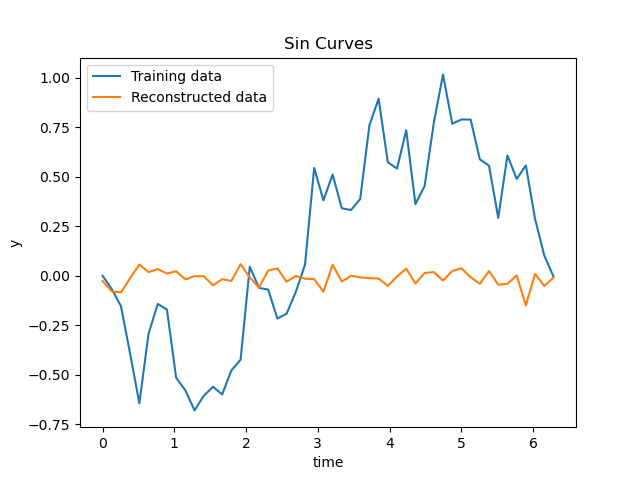 Sin Curves
Training data
Reconstructed data
1.00
0.75
0.50
0.25
0.00
−0.25
−0.50
−0.75
y
0 1 2 3 4 5 6
time